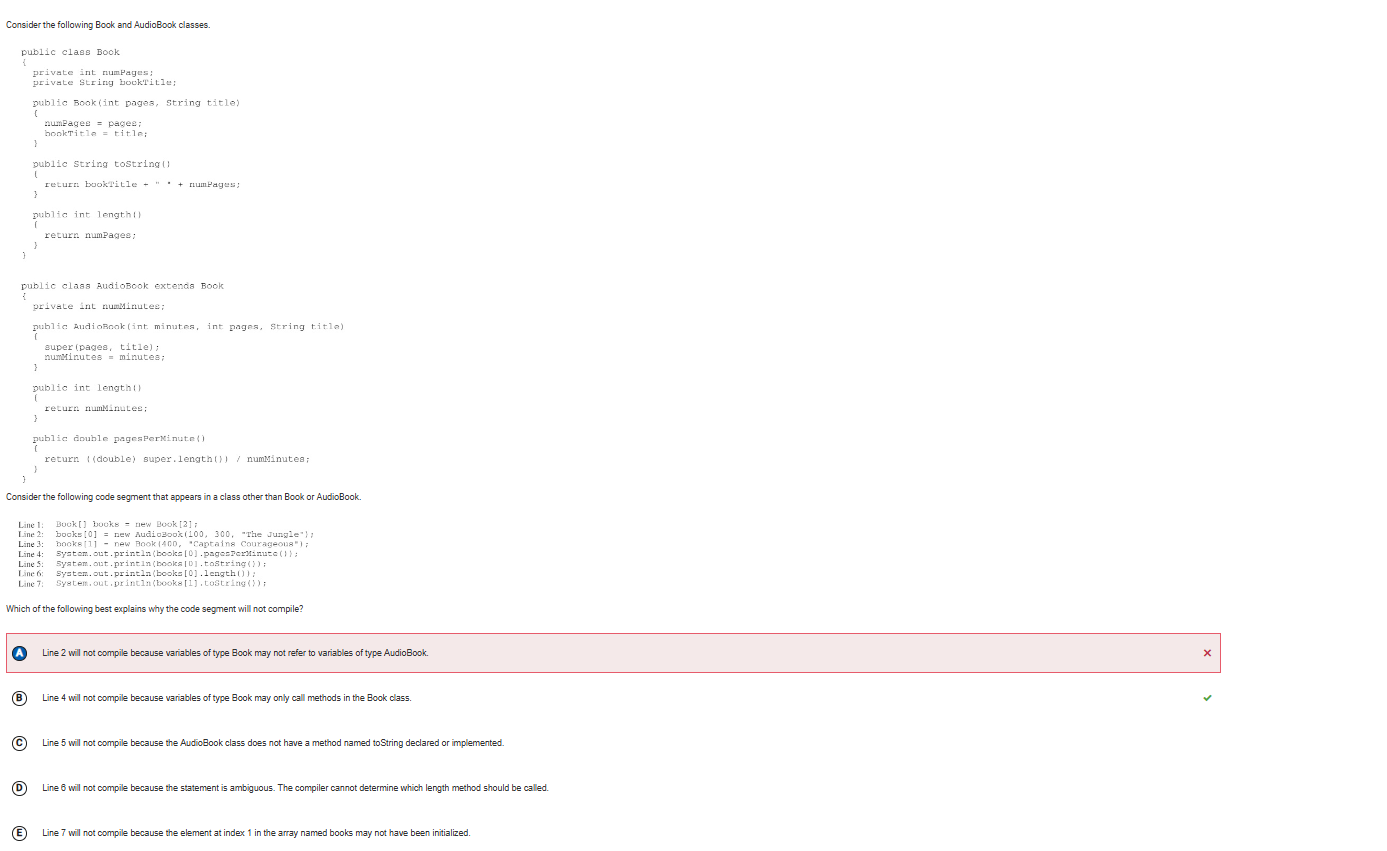 Consider the following Book and AudioBook classes.
public class Book
{
private int numPages;
private String bookTitle;
public Book(int pages, String title)
{
numPages = pages;
bookTitle = title;
}
public String toString()
{
return bookTitle + " " + numPages;
}
public int length()
{
return numPages;
}
}
public class AudioBook extends Book
{
private int numMinutes;
public AudioBook(int minutes, int pages, String title)
{
super(pages, title);
numMinutes = minutes;
}
public int length()
{
return numMinutes;
}
public double pagesPerMinute()
{
return ((double) super.length()) / numMinutes;
}
}
Consider the following code segment that appears in a class other than Book or AudioBook.
Line 1: Book[] books = new Book[2];
Line 2: books[0] = new AudioBook(100, 300, "The Jungle");
Line 3: books[1] = new Book(400, "Captains Courageous");
Line 4: System.out.println(books[0].pagesPerMinute());
Line 5: System.out.println(books[0].toString());
Line 6: System.out.println(books[0].length());
Line 7: System.out.println(books[1].toString());
Which of the following best explains why the code segment will not compile?
A Line 2 will not compile because variables of type Book may not refer to variables of type AudioBook.
B Line 4 will not compile because variables of type Book may only call methods in the Book class.
C Line 5 will not compile because the AudioBook class does not have a method named toString declared or implemented.
D Line 6 will not compile because the statement is ambiguous. The compiler cannot determine which length method should be called.
E Line 7 will not compile because the element at index 1 in the array named books may not have been initialized.